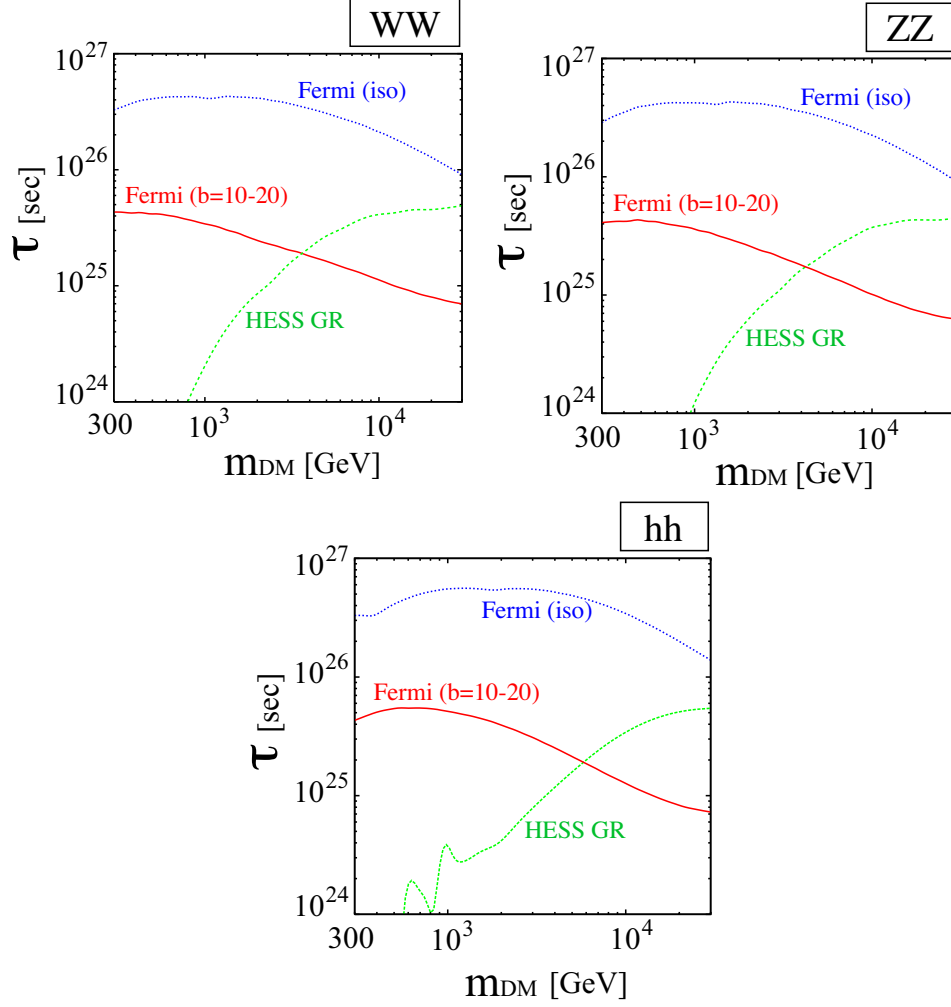 WW
10^27
10^26
10^25
10^24
τ [sec]
Fermi (iso)
Fermi (b=10-20)
HESS GR
300
10^3
10^4
mDM [GeV]
ZZ
10^27
10^26
10^25
10^24
τ [sec]
Fermi (iso)
Fermi (b=10-20)
HESS GR
300
10^3
10^4
mDM [GeV]
hh
10^27
10^26
10^25
10^24
τ [sec]
Fermi (iso)
Fermi (b=10-20)
HESS GR
300
10^3
10^4
mDM [GeV]